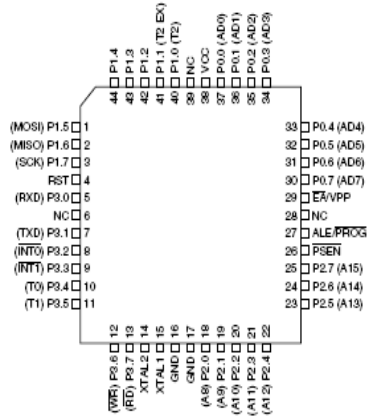 P1.4
P1.3
P1.2
P1.1 (T2 EX)
P1.0 (T2)
NC
VCC
P0.0 (AD0)
P0.1 (AD1)
P0.2 (AD2)
P0.3 (AD3)
44 43 42 41 40 39 38 37 36 35 34
(MOSI) P1.5 1
(MISO) P1.6 2
(SCK) P1.7 3
RST 4
(RXD) P3.0 5
NC 6
(TXD) P3.1 7
(INT0) P3.2 8
(INT1) P3.3 9
(T0) P3.4 10
(T1) P3.5 11
33 P0.4 (AD4)
32 P0.5 (AD5)
31 P0.6 (AD6)
30 P0.7 (AD7)
29 EA/VPP
28 NC
27 ALE/PROG
26 PSEN
25 P2.7 (A15)
24 P2.6 (A14)
23 P2.5 (A13)
12 13 14 15 16 17 18 19 20 21 22
(WR) P3.6
(RD) P3.7
XTAL2
XTAL1
GND
GND
(A8) P2.0
(A9) P2.1
(A10) P2.2
(A11) P2.3
(A12) P2.4